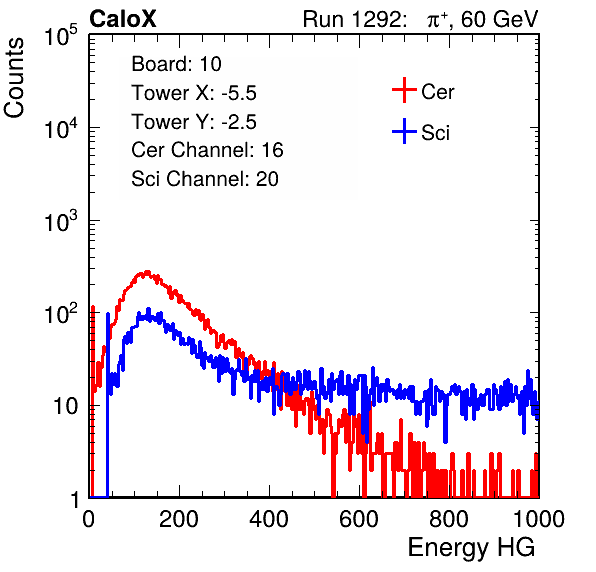 CaloX Run 1292: π⁺, 60 GeV
Counts
Board: 10
Tower X: -5.5
Tower Y: -2.5
Cer Channel: 16
Sci Channel: 20
Cer
Sci
10⁵
10⁴
10³
10²
10
1
0 200 400 600 800 1000
Energy HG